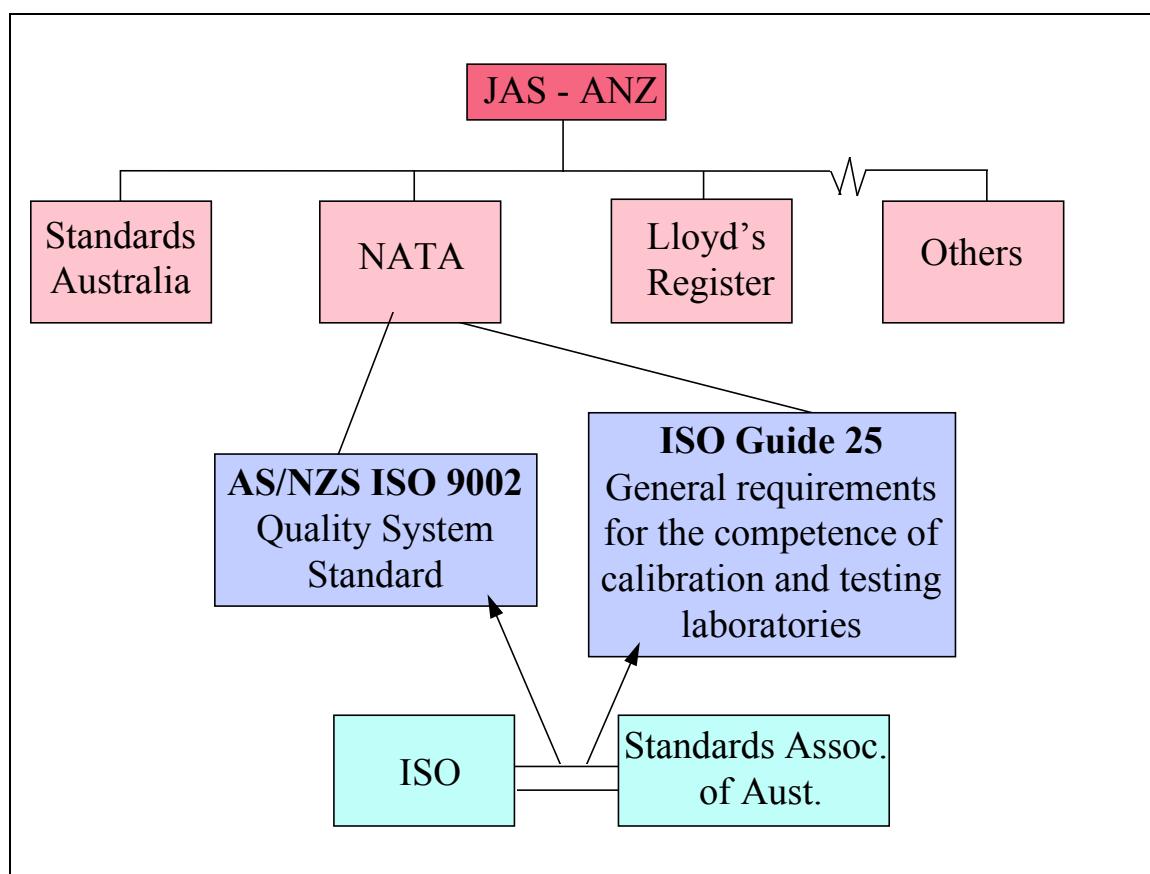 JAS - ANZ
Standards
Australia
NATA
Lloyd's
Register
Others
AS/NZS ISO 9002
Quality System
Standard
ISO Guide 25
General requirements
for the competence of
calibration and testing
laboratories
ISO
Standards Assoc.
of Aust.